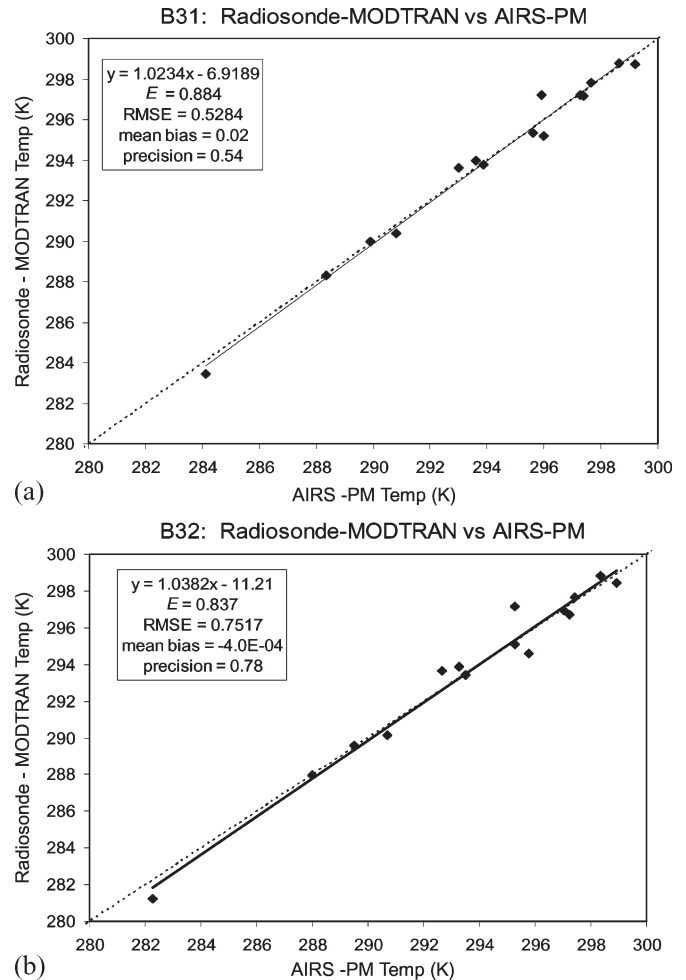 B31: Radiosonde-MODTRAN vs AIRS-PM
300
298
296
294
292
290
288
286
284
282
280
Radiosonde - MODTRAN Temp (K)
y = 1.0234x - 6.9189
E = 0.884
RMSE = 0.5284
mean bias = 0.02
precision = 0.54
280 282 284 286 288 290 292 294 296 298 300
(a)
AIRS -PM Temp (K)
B32: Radiosonde-MODTRAN vs AIRS-PM
300
298
296
294
292
290
288
286
284
282
280
Radiosonde - MODTRAN Temp (K)
y = 1.0382x - 11.21
E = 0.837
RMSE = 0.7517
mean bias = -4.0E-04
precision = 0.78
280 282 284 286 288 290 292 294 296 298 300
(b)
AIRS -PM Temp (K)